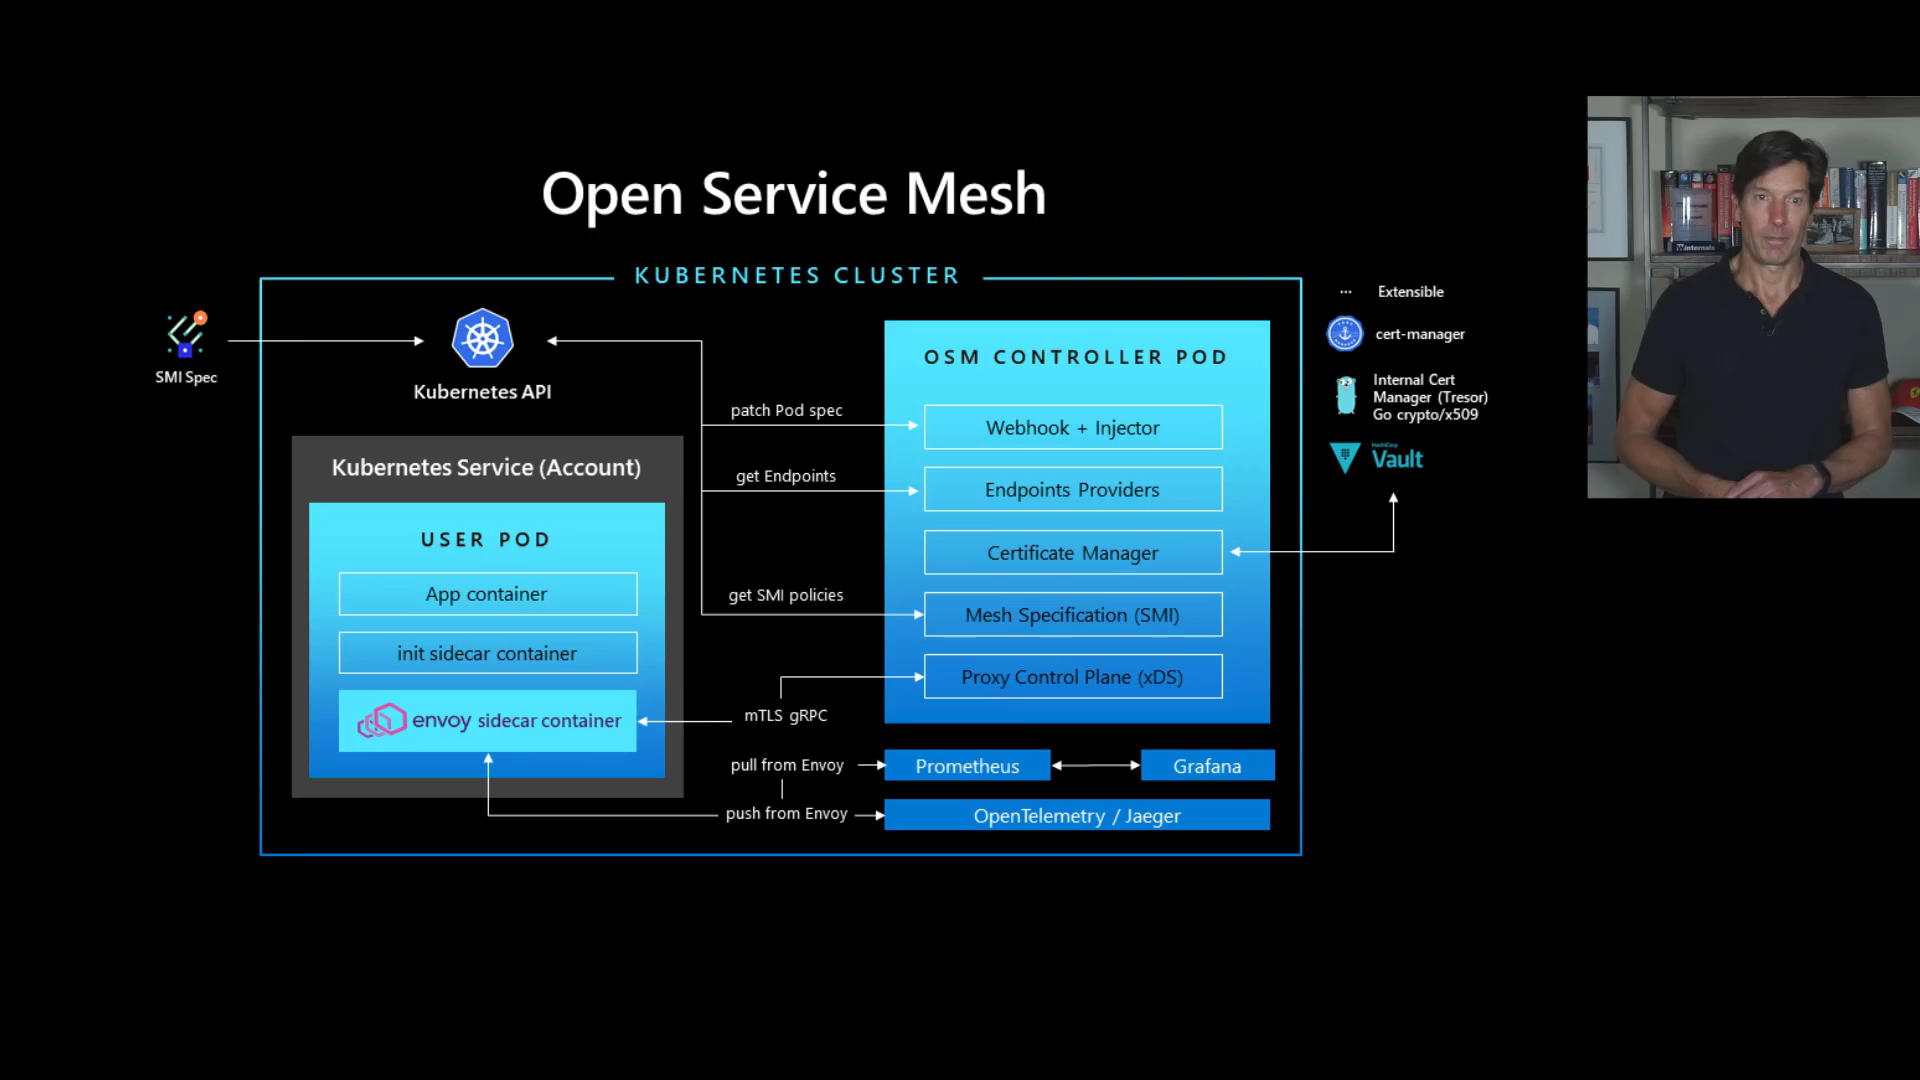 Open Service Mesh
KUBERNETES CLUSTER
SMI Spec
Kubernetes API
Kubernetes Service (Account)
USER POD
App container
init sidecar container
envoy sidecar container
patch Pod spec
get Endpoints
get SMI policies
mTLS gRPC
pull from Envoy
push from Envoy
OSM CONTROLLER POD
Webhook + Injector
Endpoints Providers
Certificate Manager
Mesh Specification (SMI)
Proxy Control Plane (xDS)
Prometheus
Grafana
OpenTelemetry / Jaeger
... Extensible
cert-manager
Internal Cert
Manager (Tresor)
Go crypto/x509
HashiCorp
Vault